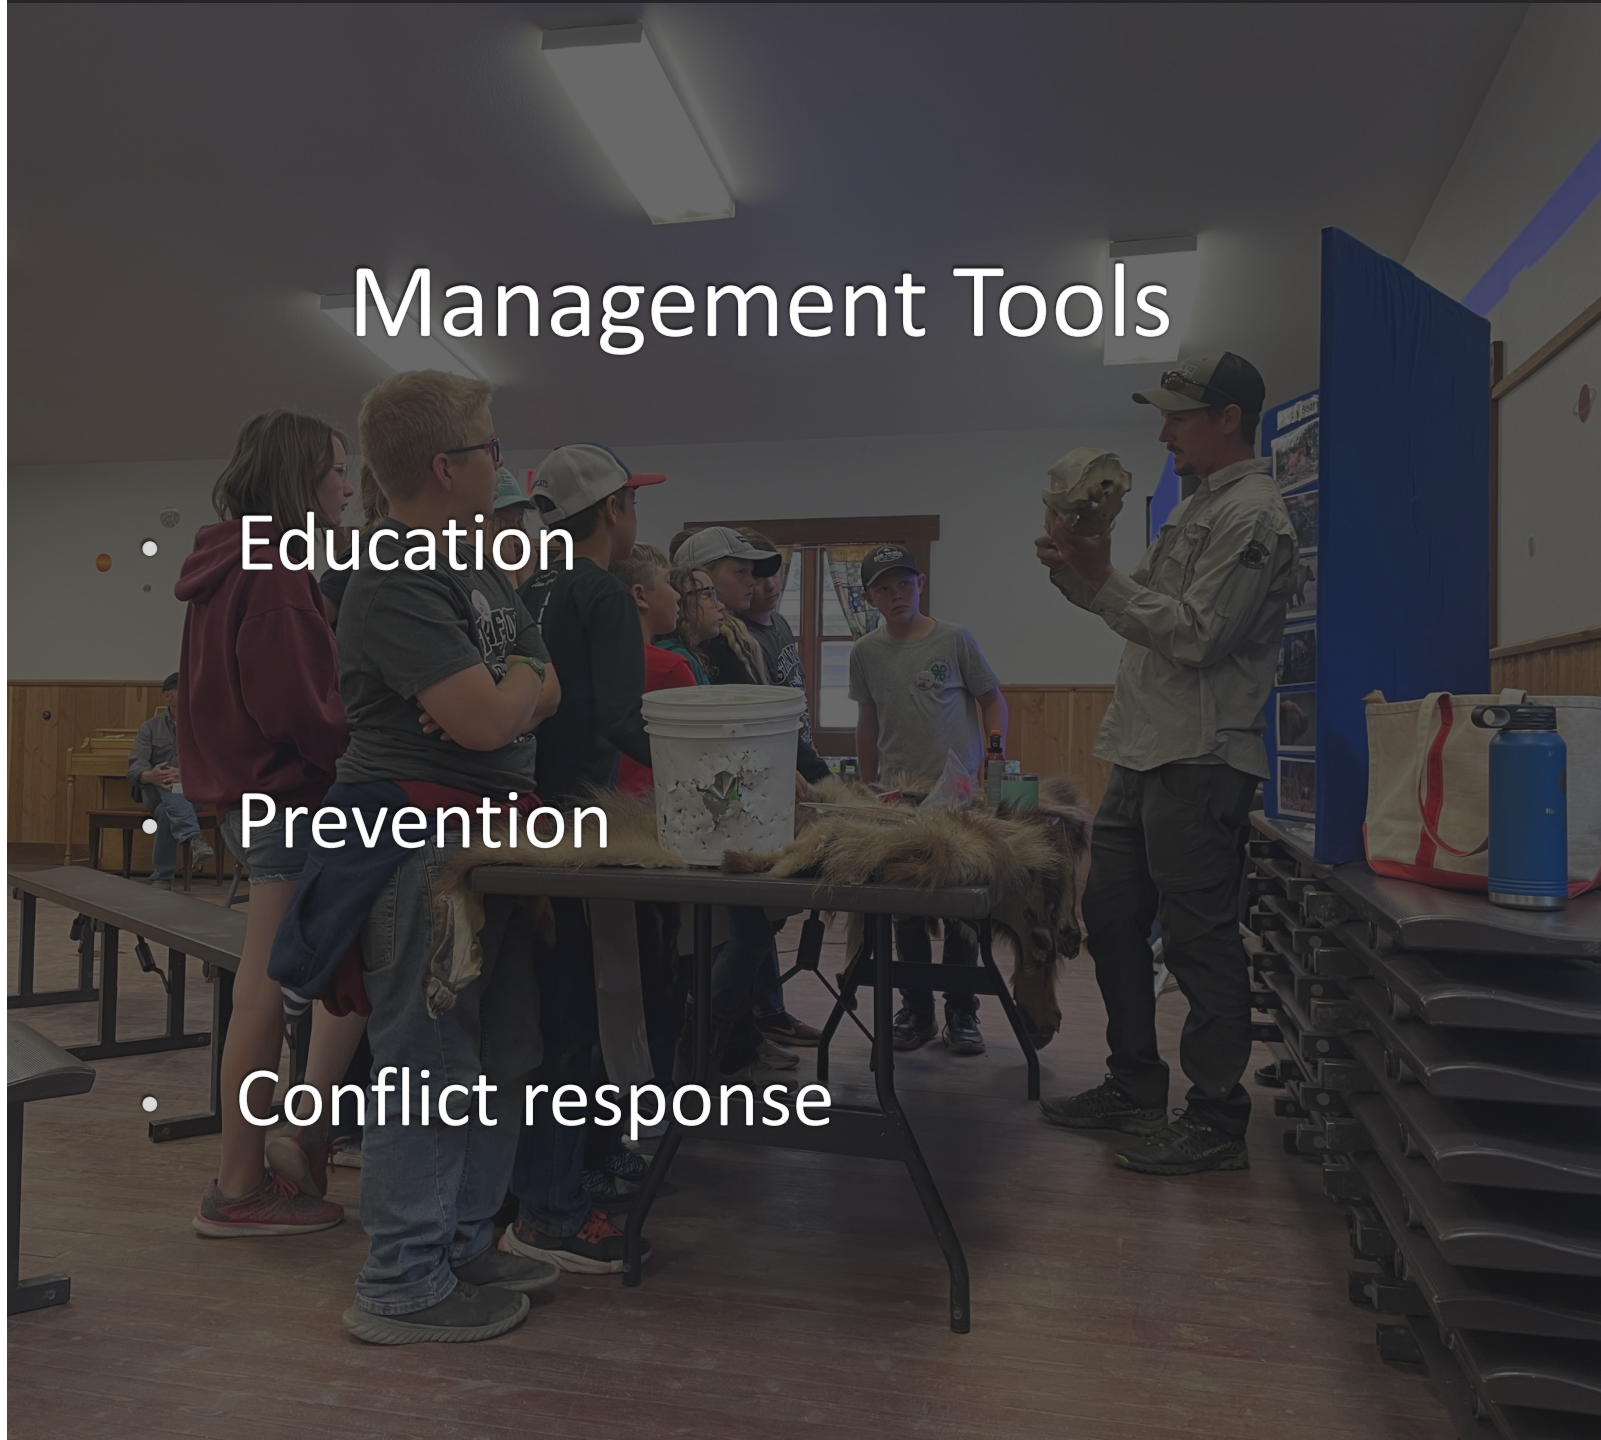 Management Tools
• Education
• Prevention
• Conflict response